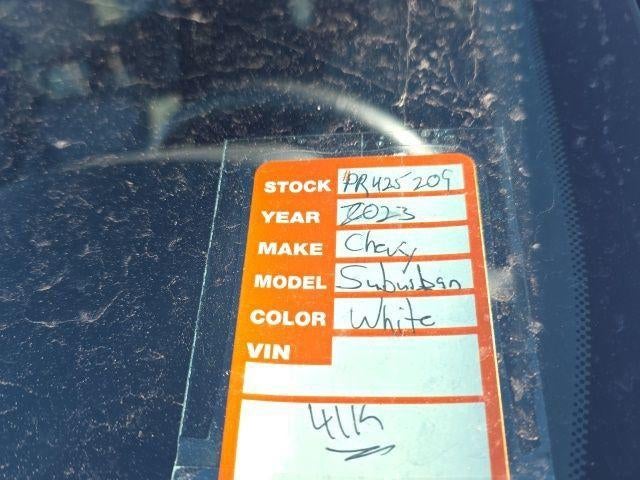 STOCK PR425209
YEAR 2023
MAKE Chevy
MODEL Suburban
COLOR White
VIN
41K